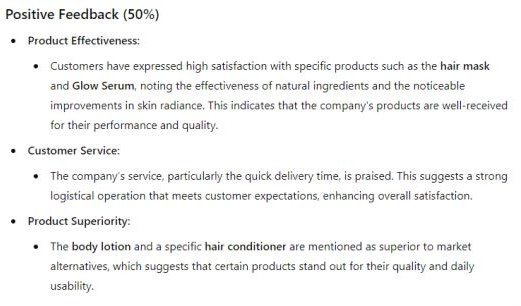 Positive Feedback (50%)
• Product Effectiveness:
• Customers have expressed high satisfaction with specific products such as the hair mask
and Glow Serum, noting the effectiveness of natural ingredients and the noticeable
improvements in skin radiance. This indicates that the company's products are well-received
for their performance and quality.
• Customer Service:
• The company's service, particularly the quick delivery time, is praised. This suggests a strong
logistical operation that meets customer expectations, enhancing overall satisfaction.
• Product Superiority:
• The body lotion and a specific hair conditioner are mentioned as superior to market
alternatives, which suggests that certain products stand out for their quality and daily
usability.